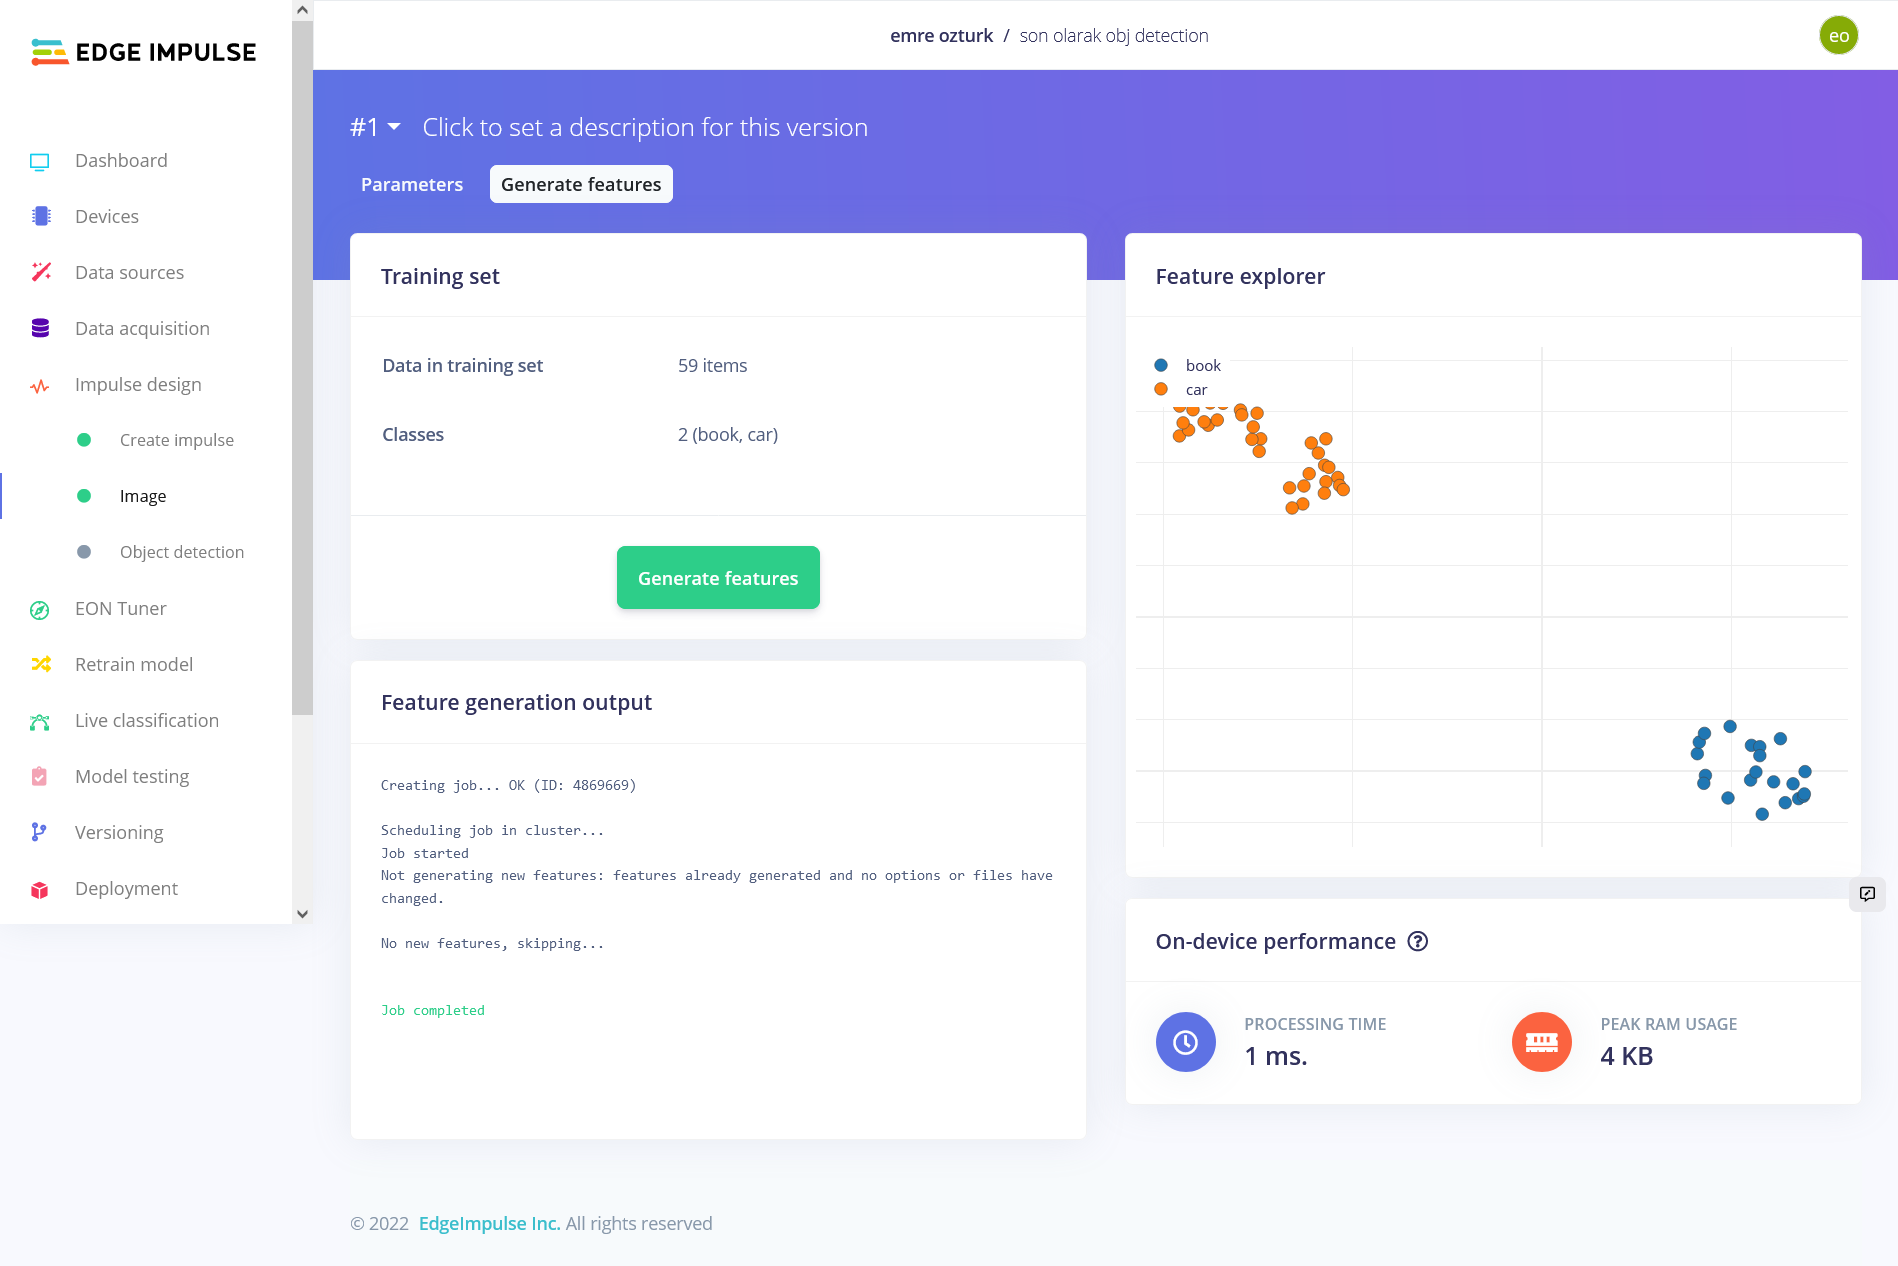 EDGE IMPULSE
emre ozturk / son olarak obj detection
eo
#1 Click to set a description for this version
Parameters
Generate features
Dashboard
Devices
Data sources
Data acquisition
Impulse design
Create impulse
Image
Object detection
EON Tuner
Retrain model
Live classification
Model testing
Versioning
Deployment
Training set
Data in training set 59 items
Classes 2 (book, car)
Generate features
Feature generation output
Creating job... OK (ID: 4869669)
Scheduling job in cluster...
Job started
Not generating new features: features already generated and no options or files have
changed.
No new features, skipping...
Job completed
Feature explorer
book
car
On-device performance
PROCESSING TIME
1 ms.
PEAK RAM USAGE
4 KB
© 2022 EdgeImpulse Inc. All rights reserved